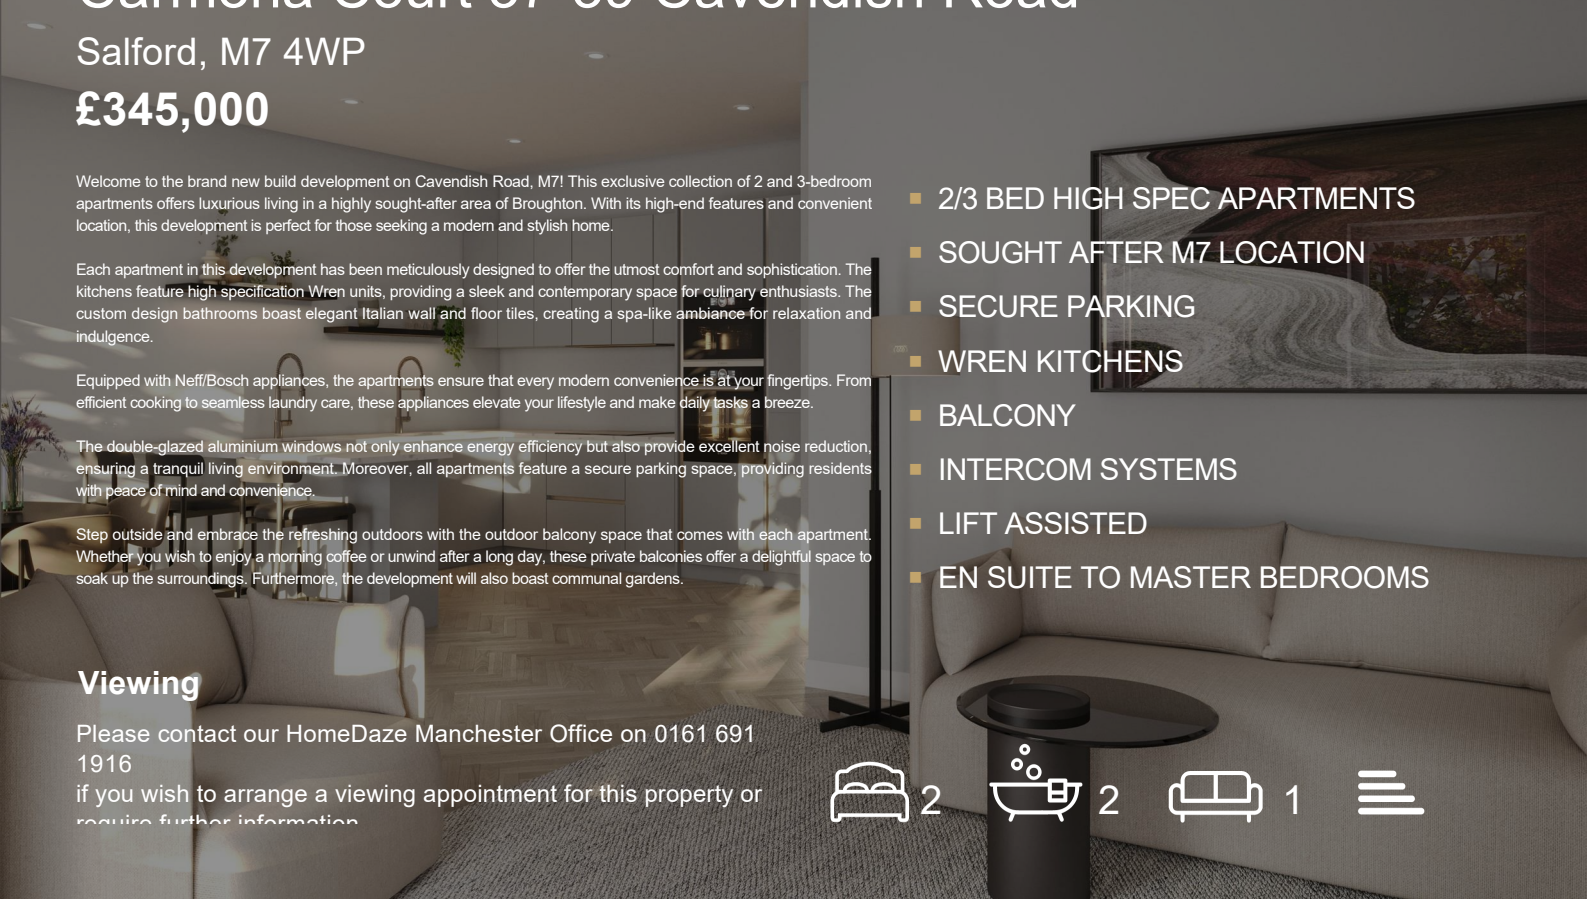 Carmona Court 67-69 Cavendish Road
Salford, M7 4WP
£345,000
Welcome to the brand new build development on Cavendish Road, M7! This exclusive collection of 2 and 3-bedroom
apartments offers luxurious living in a highly sought-after area of Broughton. With its high-end features and convenient
location, this development is perfect for those seeking a modern and stylish home.
Each apartment in this development has been meticulously designed to offer the utmost comfort and sophistication. The
kitchens feature high specification Wren units, providing a sleek and contemporary space for culinary enthusiasts. The
custom design bathrooms boast elegant Italian wall and floor tiles, creating a spa-like ambiance for relaxation and
indulgence.
Equipped with Neff/Bosch appliances, the apartments ensure that every modern convenience is at your fingertips. From
efficient cooking to seamless laundry care, these appliances elevate your lifestyle and make daily tasks a breeze.
The double-glazed aluminium windows not only enhance energy efficiency but also provide excellent noise reduction,
ensuring a tranquil living environment. Moreover, all apartments feature a secure parking space, providing residents
with peace of mind and convenience.
Step outside and embrace the refreshing outdoors with the outdoor balcony space that comes with each apartment.
Whether you wish to enjoy a morning coffee or unwind after a long day, these private balconies offer a delightful space to
soak up the surroundings. Furthermore, the development will also boast communal gardens.
2/3 BED HIGH SPEC APARTMENTS
SOUGHT AFTER M7 LOCATION
SECURE PARKING
WREN KITCHENS
BALCONY
INTERCOM SYSTEMS
LIFT ASSISTED
EN SUITE TO MASTER BEDROOMS
Viewing
Please contact our HomeDaze Manchester Office on 0161 691
1916
if you wish to arrange a viewing appointment for this property or
require further information
2 2 1